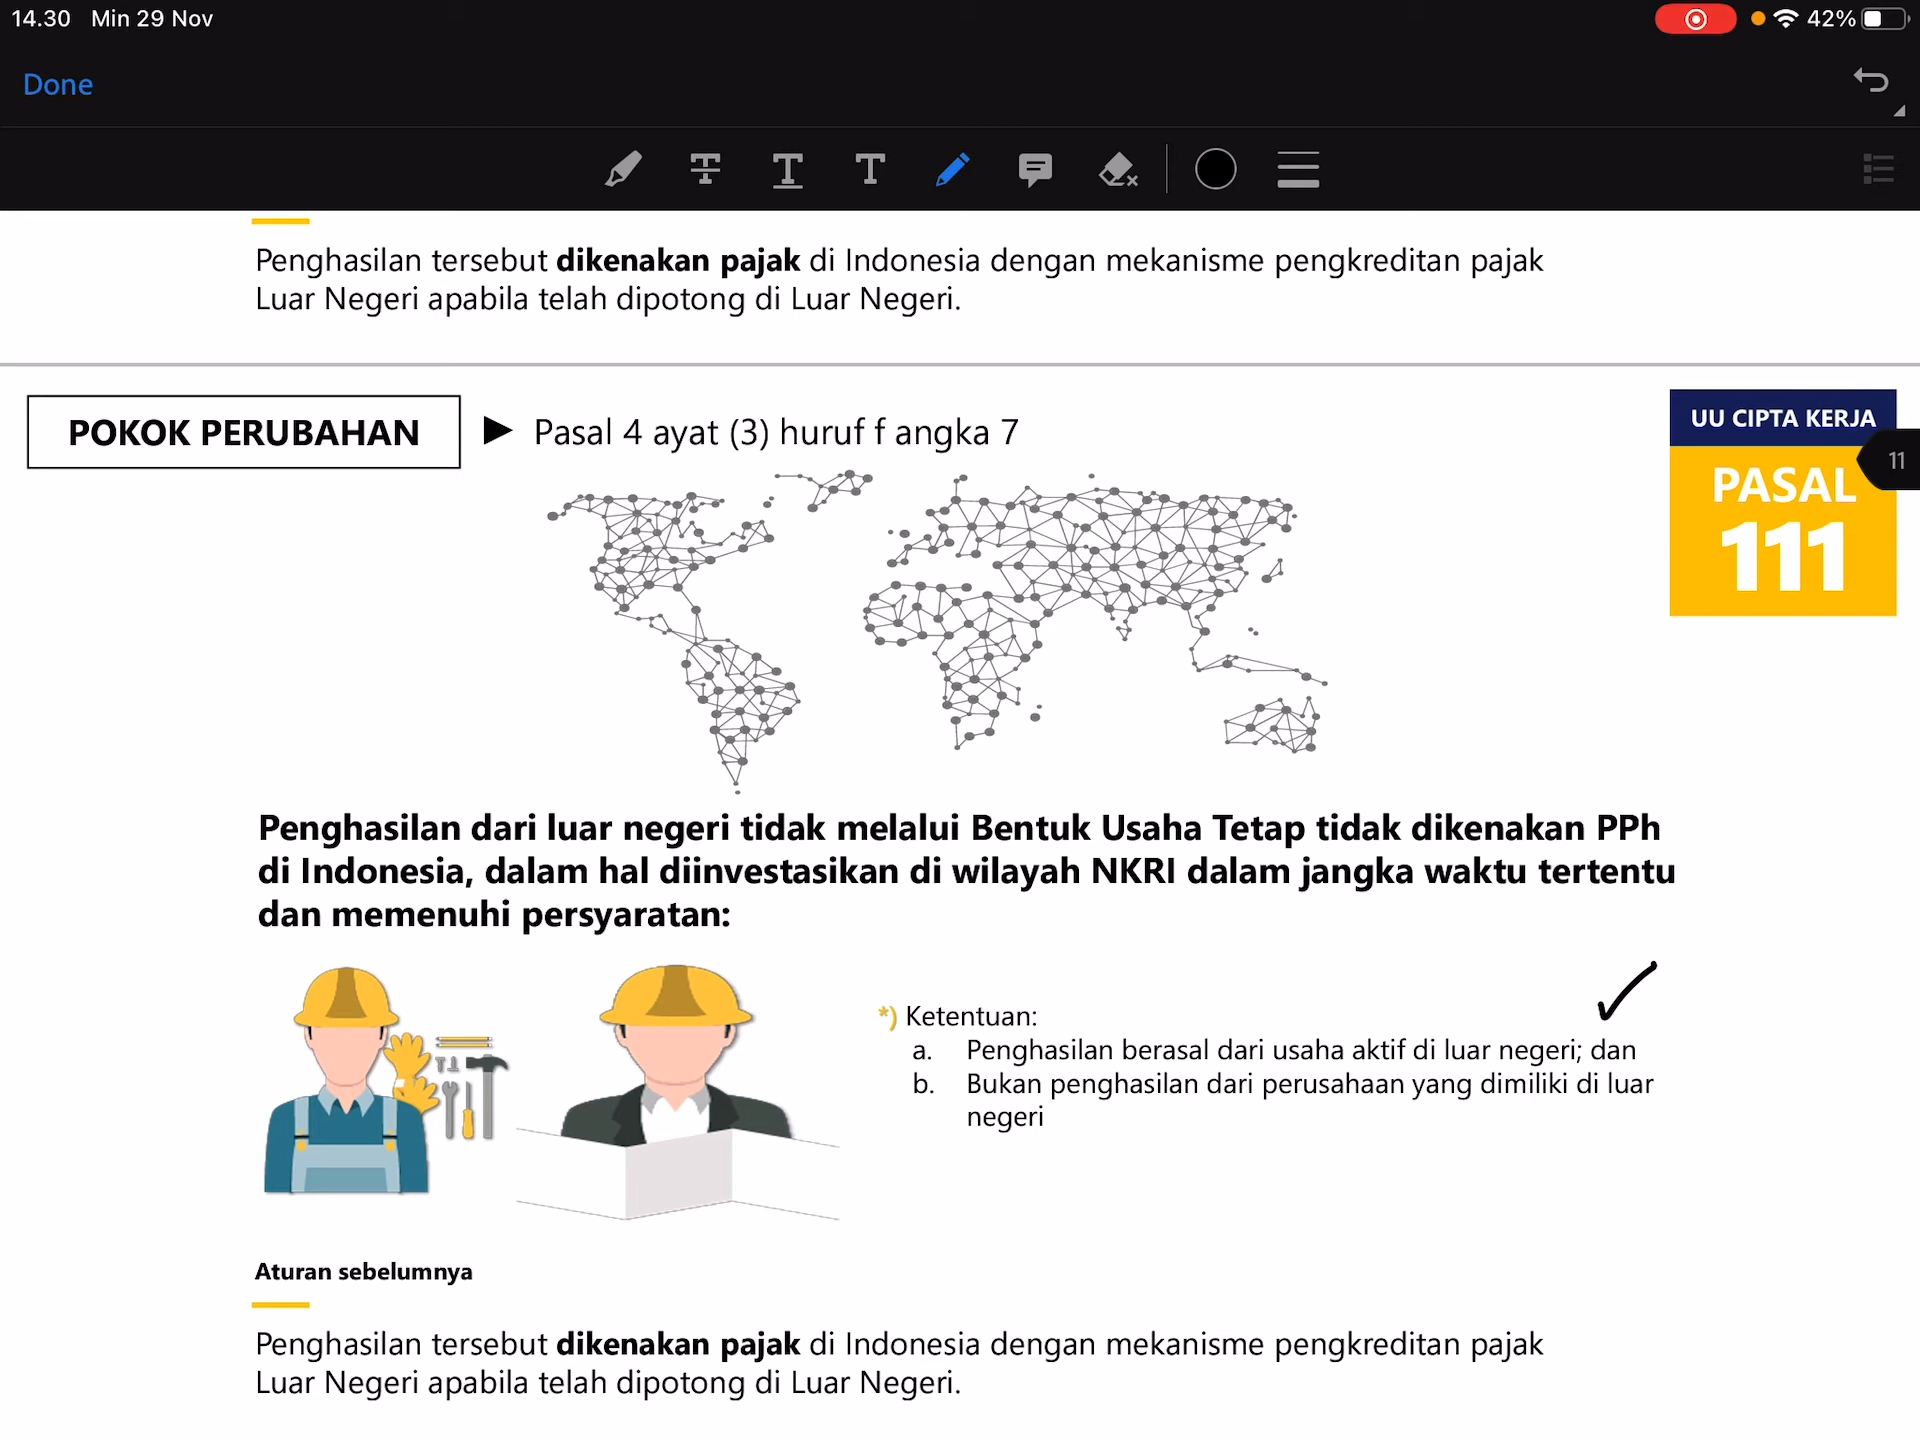 14.30 Min 29 Nov
42%
Done
Penghasilan tersebut dikenakan pajak di Indonesia dengan mekanisme pengkreditan pajak
Luar Negeri apabila telah dipotong di Luar Negeri.
POKOK PERUBAHAN
Pasal 4 ayat (3) huruf f angka 7
UU CIPTA KERJA
11
PASAL
111
Penghasilan dari luar negeri tidak melalui Bentuk Usaha Tetap tidak dikenakan PPh
di Indonesia, dalam hal diinvestasikan di wilayah NKRI dalam jangka waktu tertentu
dan memenuhi persyaratan:
*) Ketentuan:
a. Penghasilan berasal dari usaha aktif di luar negeri; dan
b. Bukan penghasilan dari perusahaan yang dimiliki di luar
negeri
Aturan sebelumnya
Penghasilan tersebut dikenakan pajak di Indonesia dengan mekanisme pengkreditan pajak
Luar Negeri apabila telah dipotong di Luar Negeri.